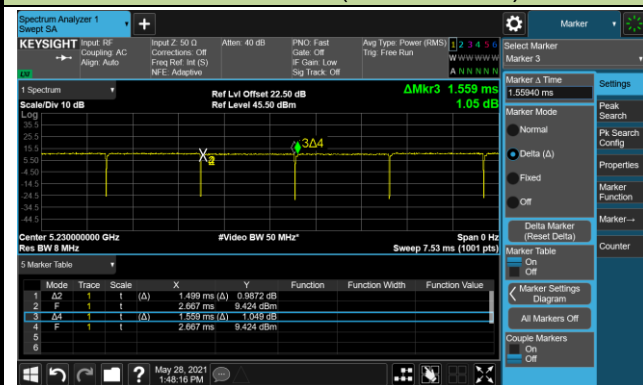 Spectrum Analyzer 1
Swept SA
+
Marker
KEYSIGHT
Input: RF
Coupling: AC
Align: Auto
Input Z: 50 Ω
Corrections: Off
Freq Ref: Int (S)
NFE: Adaptive
Atten: 40 dB
PNO: Fast
Gate: Off
IF Gain: Low
Sig Track: Off
Avg Type: Power (RMS)
Trig: Free Run
1 2 3 4 5 6
W W W W W W
A N N N N N
Select Marker
Marker 3
1 Spectrum
Scale/Div 10 dB
Log
Ref Lvl Offset 22.50 dB
Ref Level 45.50 dBm
ΔMkr3 1.559 ms
1.05 dB
35.5
25.5
15.5
5.50
-4.50
-14.5
-24.5
-34.5
-44.5
3Δ4
Center 5.230000000 GHz
Res BW 8 MHz
#Video BW 50 MHz*
Span 0 Hz
Sweep 7.53 ms (1001 pts)
5 Marker Table
Mode Trace Scale X Y Function Function Width Function Value
1 Δ2 1 t (Δ) 1.499 ms (Δ) 0.9872 dB
2 F 1 t 2.667 ms 9.424 dBm
3 Δ4 1 t (Δ) 1.559 ms (Δ) 1.049 dB
4 F 1 t 2.667 ms 9.424 dBm
5
6
Marker Δ Time
1.55940 ms
Marker Mode
Normal
Delta (Δ)
Fixed
Off
Delta Marker
(Reset Delta)
Marker Table
On
Off
Marker Settings
Diagram
All Markers Off
Couple Markers
On
Off
Settings
Peak
Search
Pk Search
Config
Properties
Marker
Function
Marker→
Counter
?
May 28, 2021
1:48:16 PM